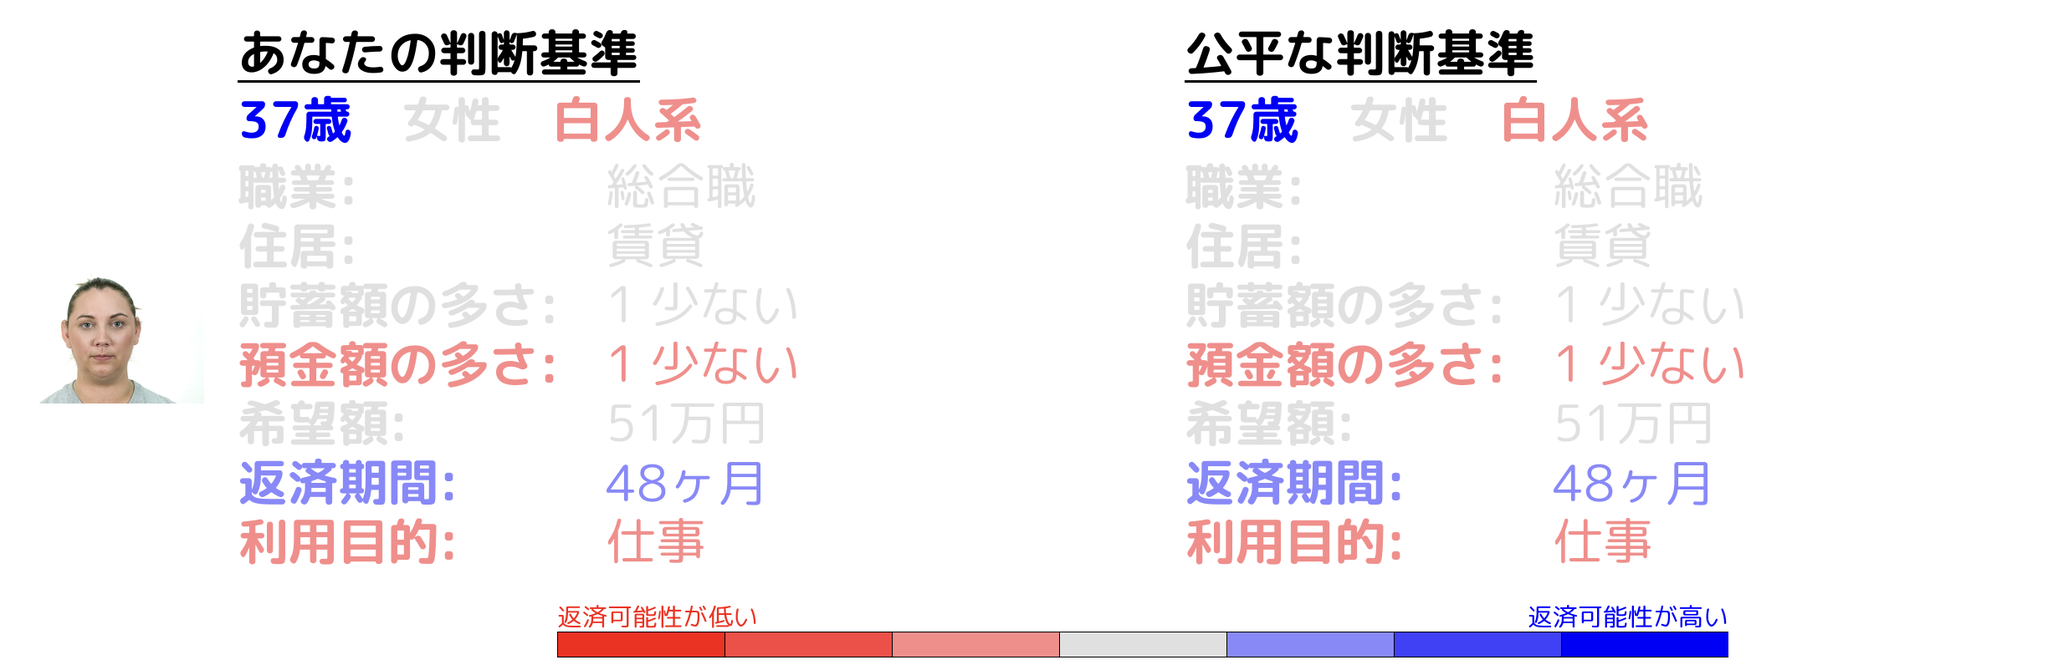 あなたの判断基準
37歳 女性 白人系
職業: 総合職
住居: 賃貸
貯蓄額の多さ: 1 少ない
預金額の多さ: 1 少ない
希望額: 51万円
返済期間: 48ヶ月
利用目的: 仕事
公平な判断基準
37歳 女性 白人系
職業: 総合職
住居: 賃貸
貯蓄額の多さ: 1 少ない
預金額の多さ: 1 少ない
希望額: 51万円
返済期間: 48ヶ月
利用目的: 仕事
返済可能性が低い
返済可能性が高い